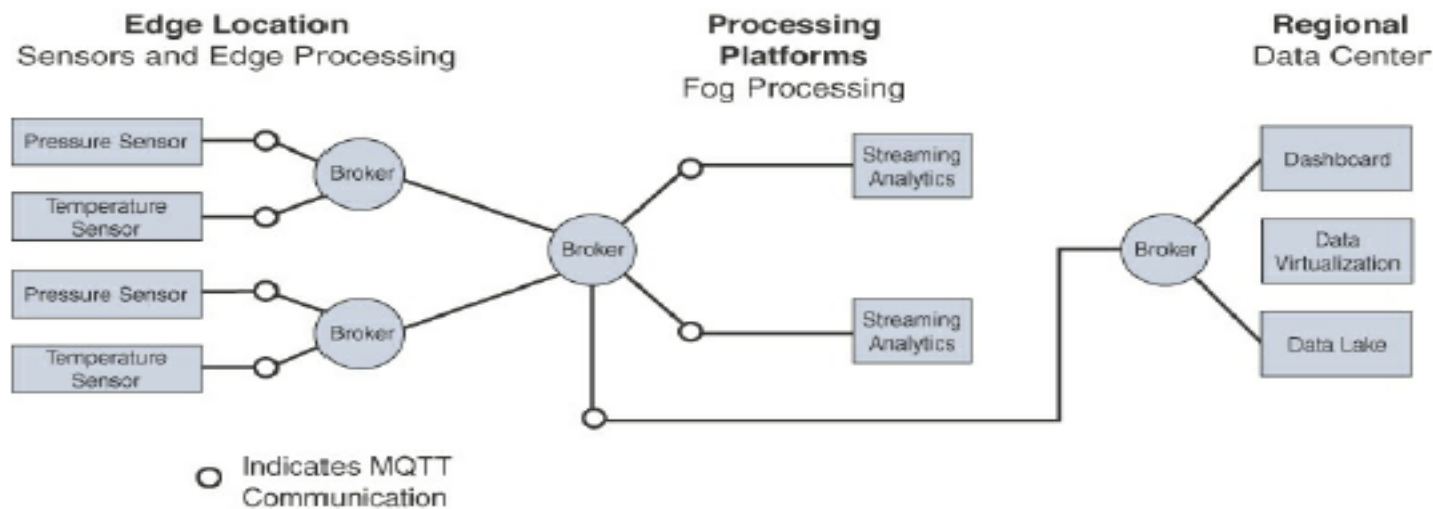 Edge Location
Sensors and Edge Processing
Processing
Platforms
Fog Processing
Regional
Data Center
Pressure Sensor
Temperature
Sensor
Pressure Sensor
Temperature
Sensor
Broker
Broker
Broker
Streaming
Analytics
Streaming
Analytics
Broker
Dashboard
Data
Virtualization
Data Lake
Indicates MQTT
Communication